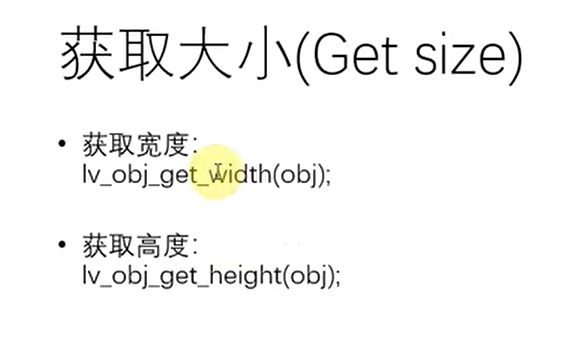 获取大小(Get size)
• 获取宽度:
lv_obj_get_width(obj);
• 获取高度:
lv_obj_get_height(obj);